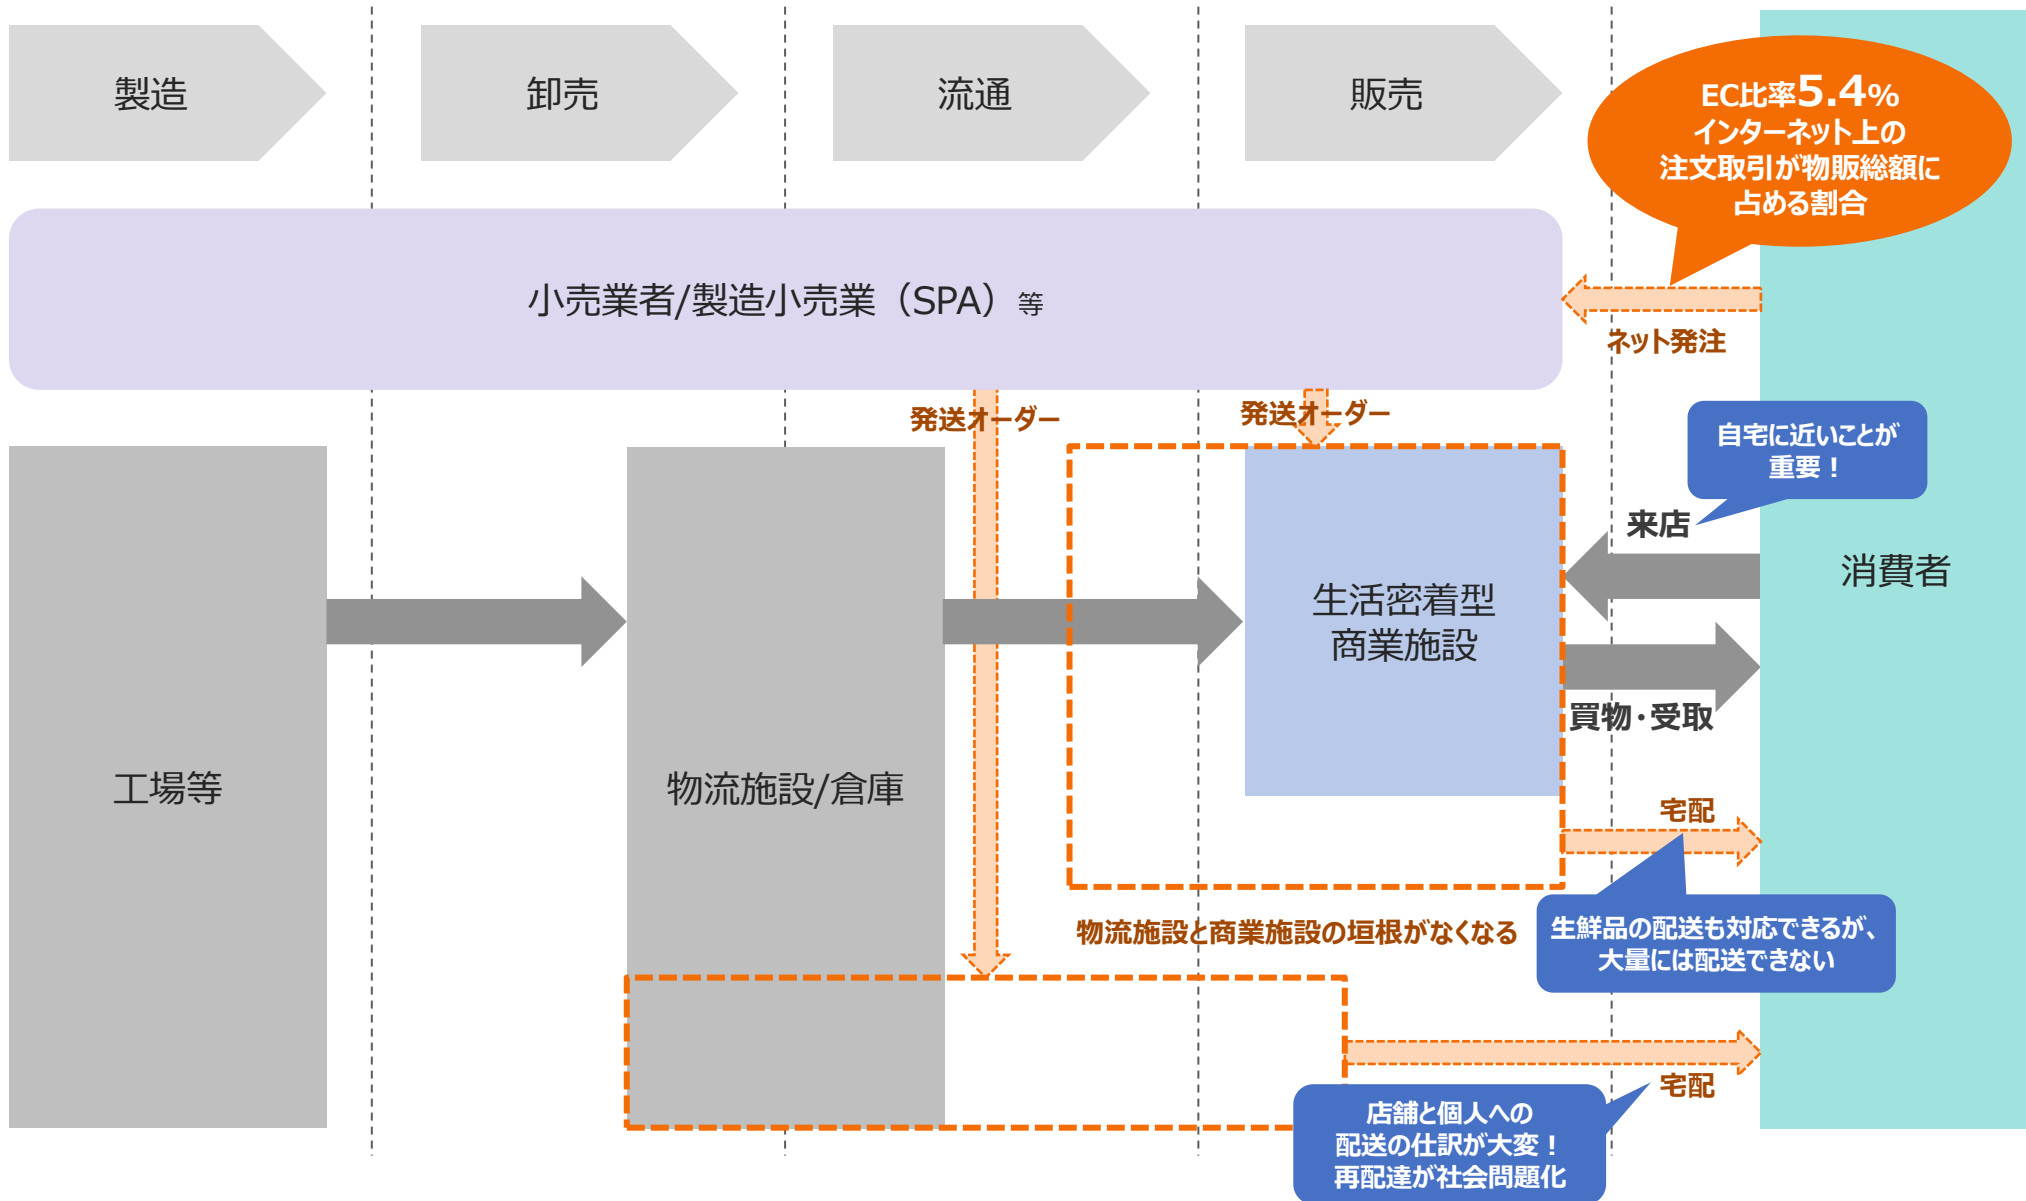 製造
卸売
流通
販売
EC比率5.4%
インターネット上の
注文取引が物販総額に
占める割合
小売業者/製造小売業（SPA）等
ネット発注
発送オーダー
発送オーダー
自宅に近いことが
重要！
来店
消費者
生活密着型
商業施設
買物・受取
工場等
物流施設/倉庫
宅配
物流施設と商業施設の垣根がなくなる
生鮮品の配送も対応できるが、
大量には配送できない
宅配
店舗と個人への
配送の仕訳が大変！
再配達が社会問題化